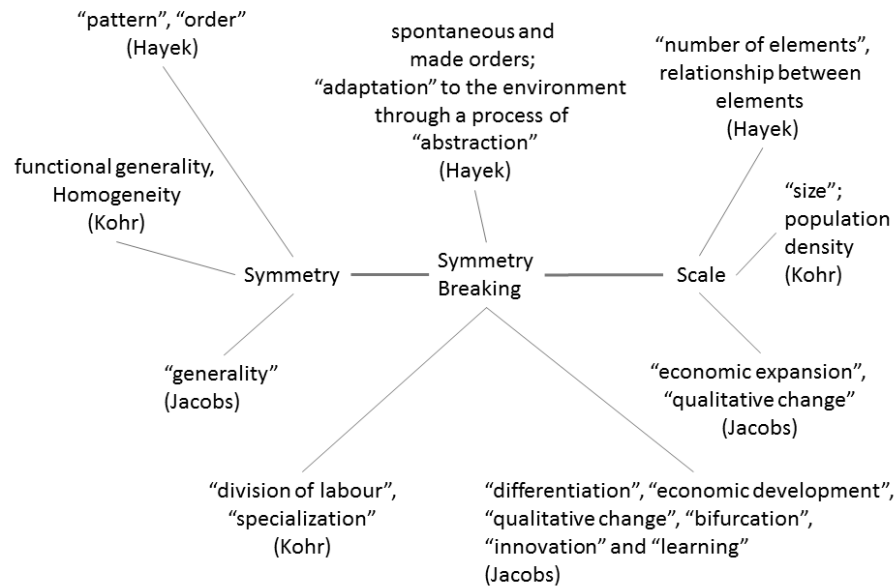 “pattern”, “order”
(Hayek)
spontaneous and
made orders;
“adaptation” to the environment
through a process of
“abstraction”
(Hayek)
“number of elements”,
relationship between
elements
(Hayek)
functional generality,
Homogeneity
(Kohr)
“size”;
population
density
(Kohr)
Symmetry
Symmetry
Breaking
Scale
“generality”
(Jacobs)
“economic expansion”,
“qualitative change”
(Jacobs)
“division of labour”,
“specialization”
(Kohr)
“differentiation”, “economic development”,
“qualitative change”, “bifurcation”,
“innovation” and “learning”
(Jacobs)